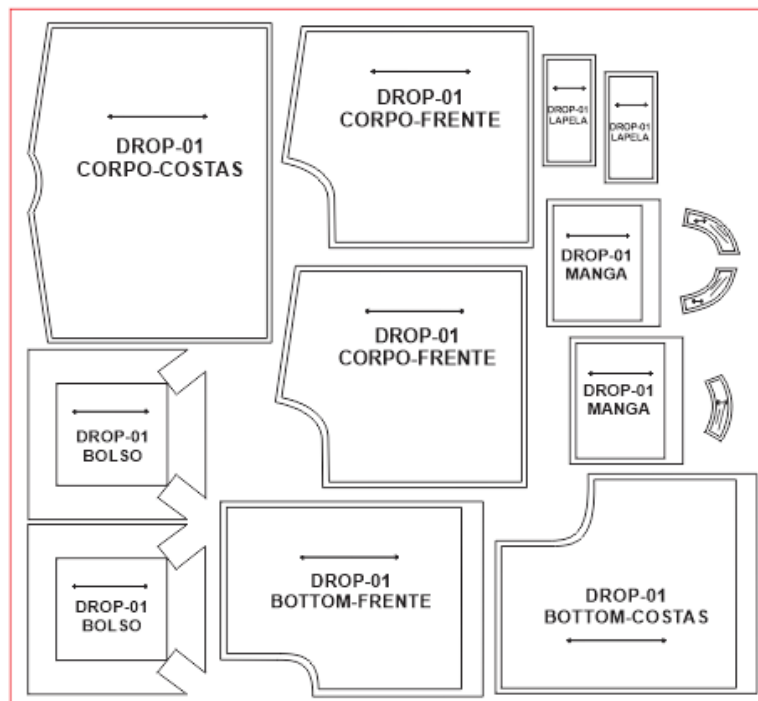 DROP-01
CORPO-COSTAS
DROP-01
CORPO-FRENTE
DROP-01
LAPELA
DROP-01
LAPELA
DROP-01
MANGA
DROP-01
CORPO-FRENTE
DROP-01
MANGA
DROP-01
BOLSO
DROP-01
BOTTOM-FRENTE
DROP-01
BOTTOM-COSTAS
DROP-01
BOLSO